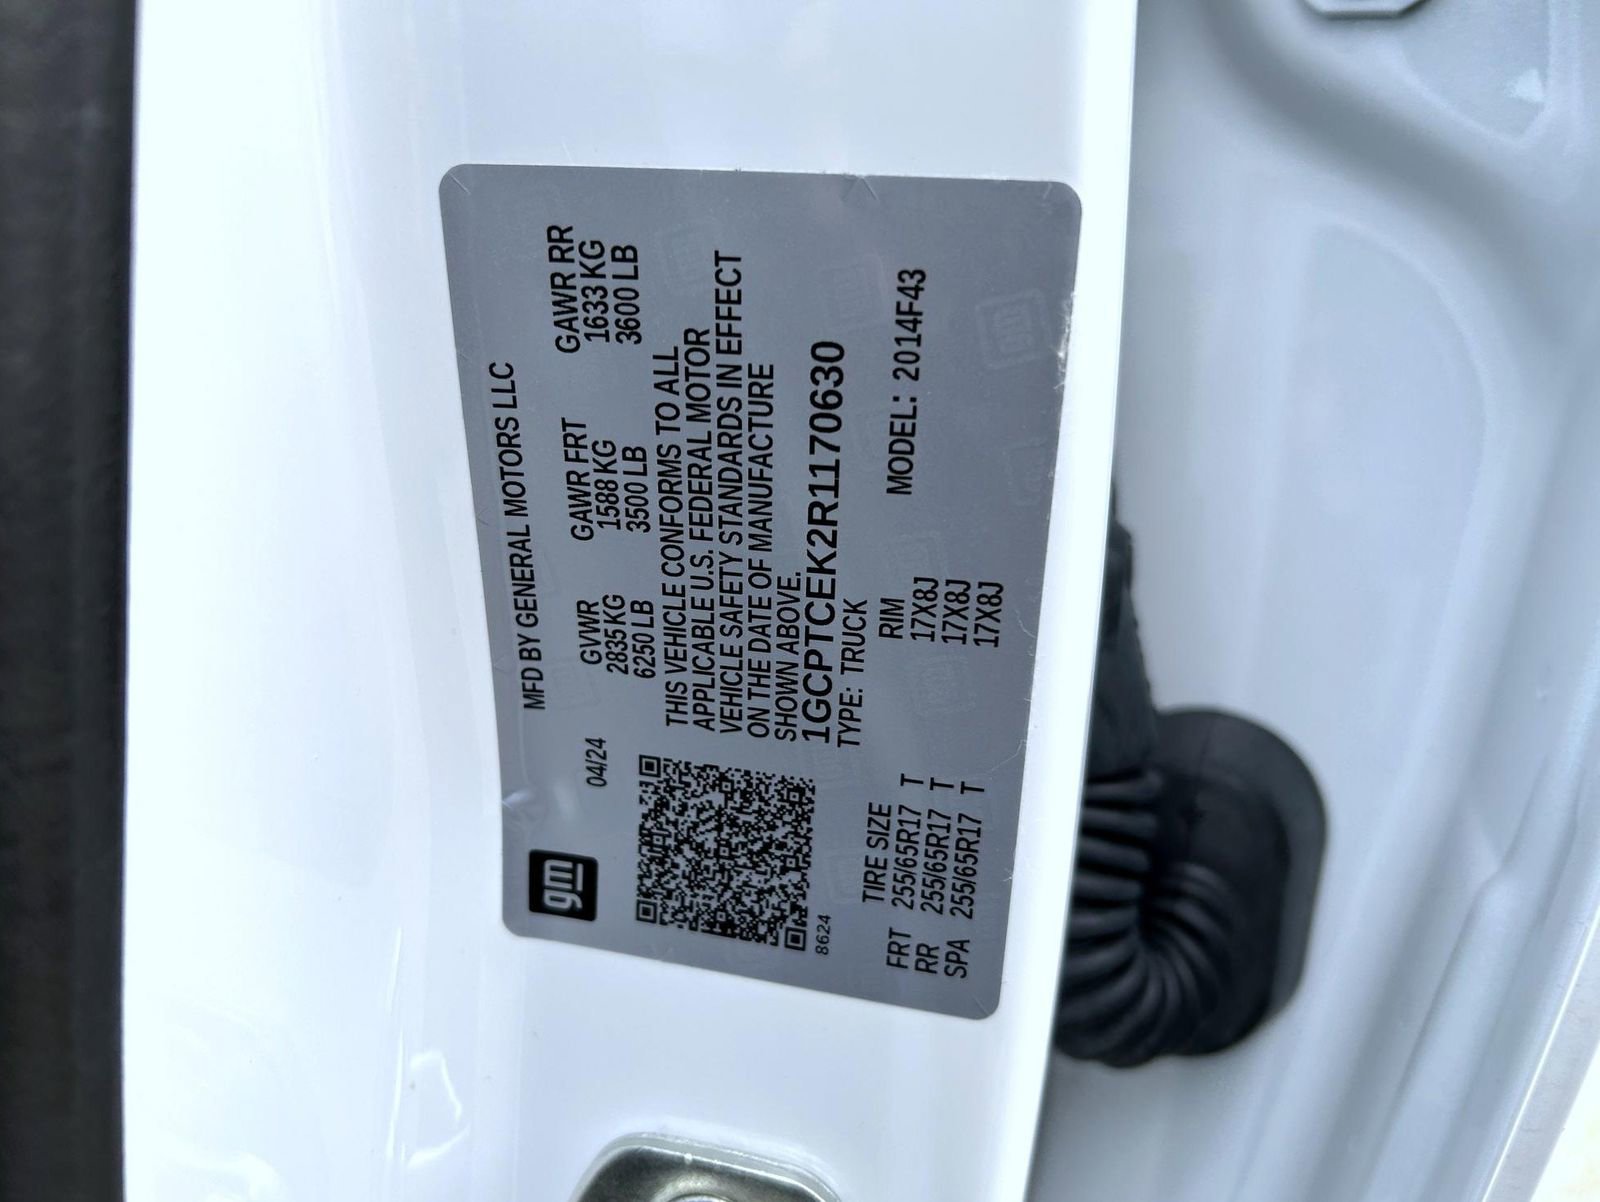 gm
MFD BY GENERAL MOTORS LLC
04/24
GVWR GAWR FRT GAWR RR
2835 KG 1588 KG 1633 KG
6250 LB 3500 LB 3600 LB
THIS VEHICLE CONFORMS TO ALL
APPLICABLE U.S. FEDERAL MOTOR
VEHICLE SAFETY STANDARDS IN EFFECT
ON THE DATE OF MANUFACTURE
SHOWN ABOVE.
1GCPTCEK2R1170630
8624
TYPE: TRUCK MODEL: 2014F43
TIRE SIZE RIM
FRT 255/65R17 T 17X8J
RR 255/65R17 T 17X8J
SPA 255/65R17 T 17X8J